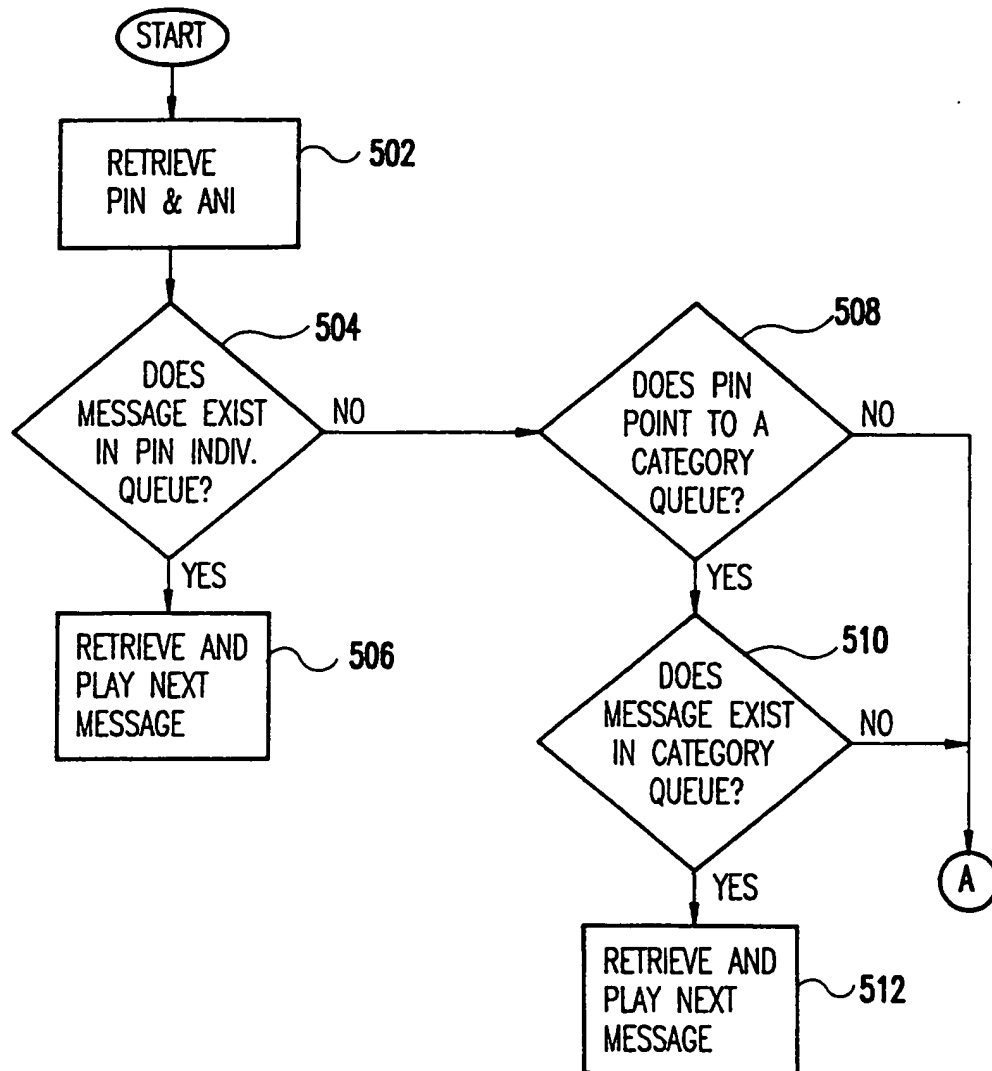 START
RETRIEVE
PIN & ANI
502
DOES
MESSAGE EXIST
IN PIN INDIV.
QUEUE?
504
NO
YES
RETRIEVE AND
PLAY NEXT
MESSAGE
506
DOES PIN
POINT TO A
CATEGORY
QUEUE?
508
NO
YES
DOES
MESSAGE EXIST
IN CATEGORY
QUEUE?
510
NO
YES
A
RETRIEVE AND
PLAY NEXT
MESSAGE
512